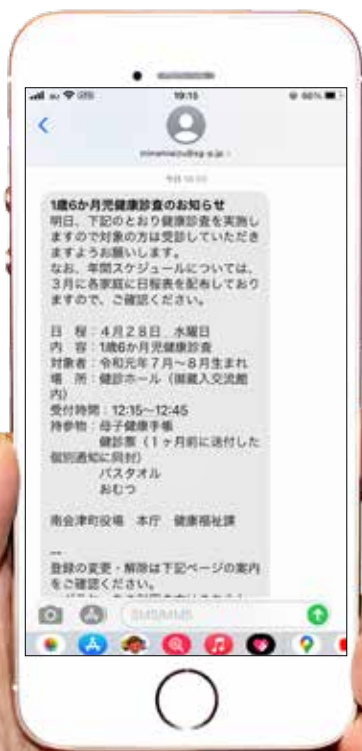 au
19:15
60%
1歳6か月児健康診査のお知らせ
明日、下記のとおり健康診査を実施し
ますので対象の方は受診していただき
ますようお願いします。
なお、年間スケジュールについては、
3月に各家庭に日程表を配布しており
ますので、ご確認ください。
日 程：4月28日 水曜日
内 容：1歳6か月児健康診査
対象者：令和元年7月～8月生まれ
場 所：健診ホール（御蔵入交流館
内）
受付時間：12:15～12:45
持参物：母子健康手帳
健診票（1ヶ月前に送付した
個別通知に同封）
バスタオル
おむつ
南会津町役場 本庁 健康福祉課
--
登録の変更・解除は下記ページの案内
をご確認ください。
SMS/MMS